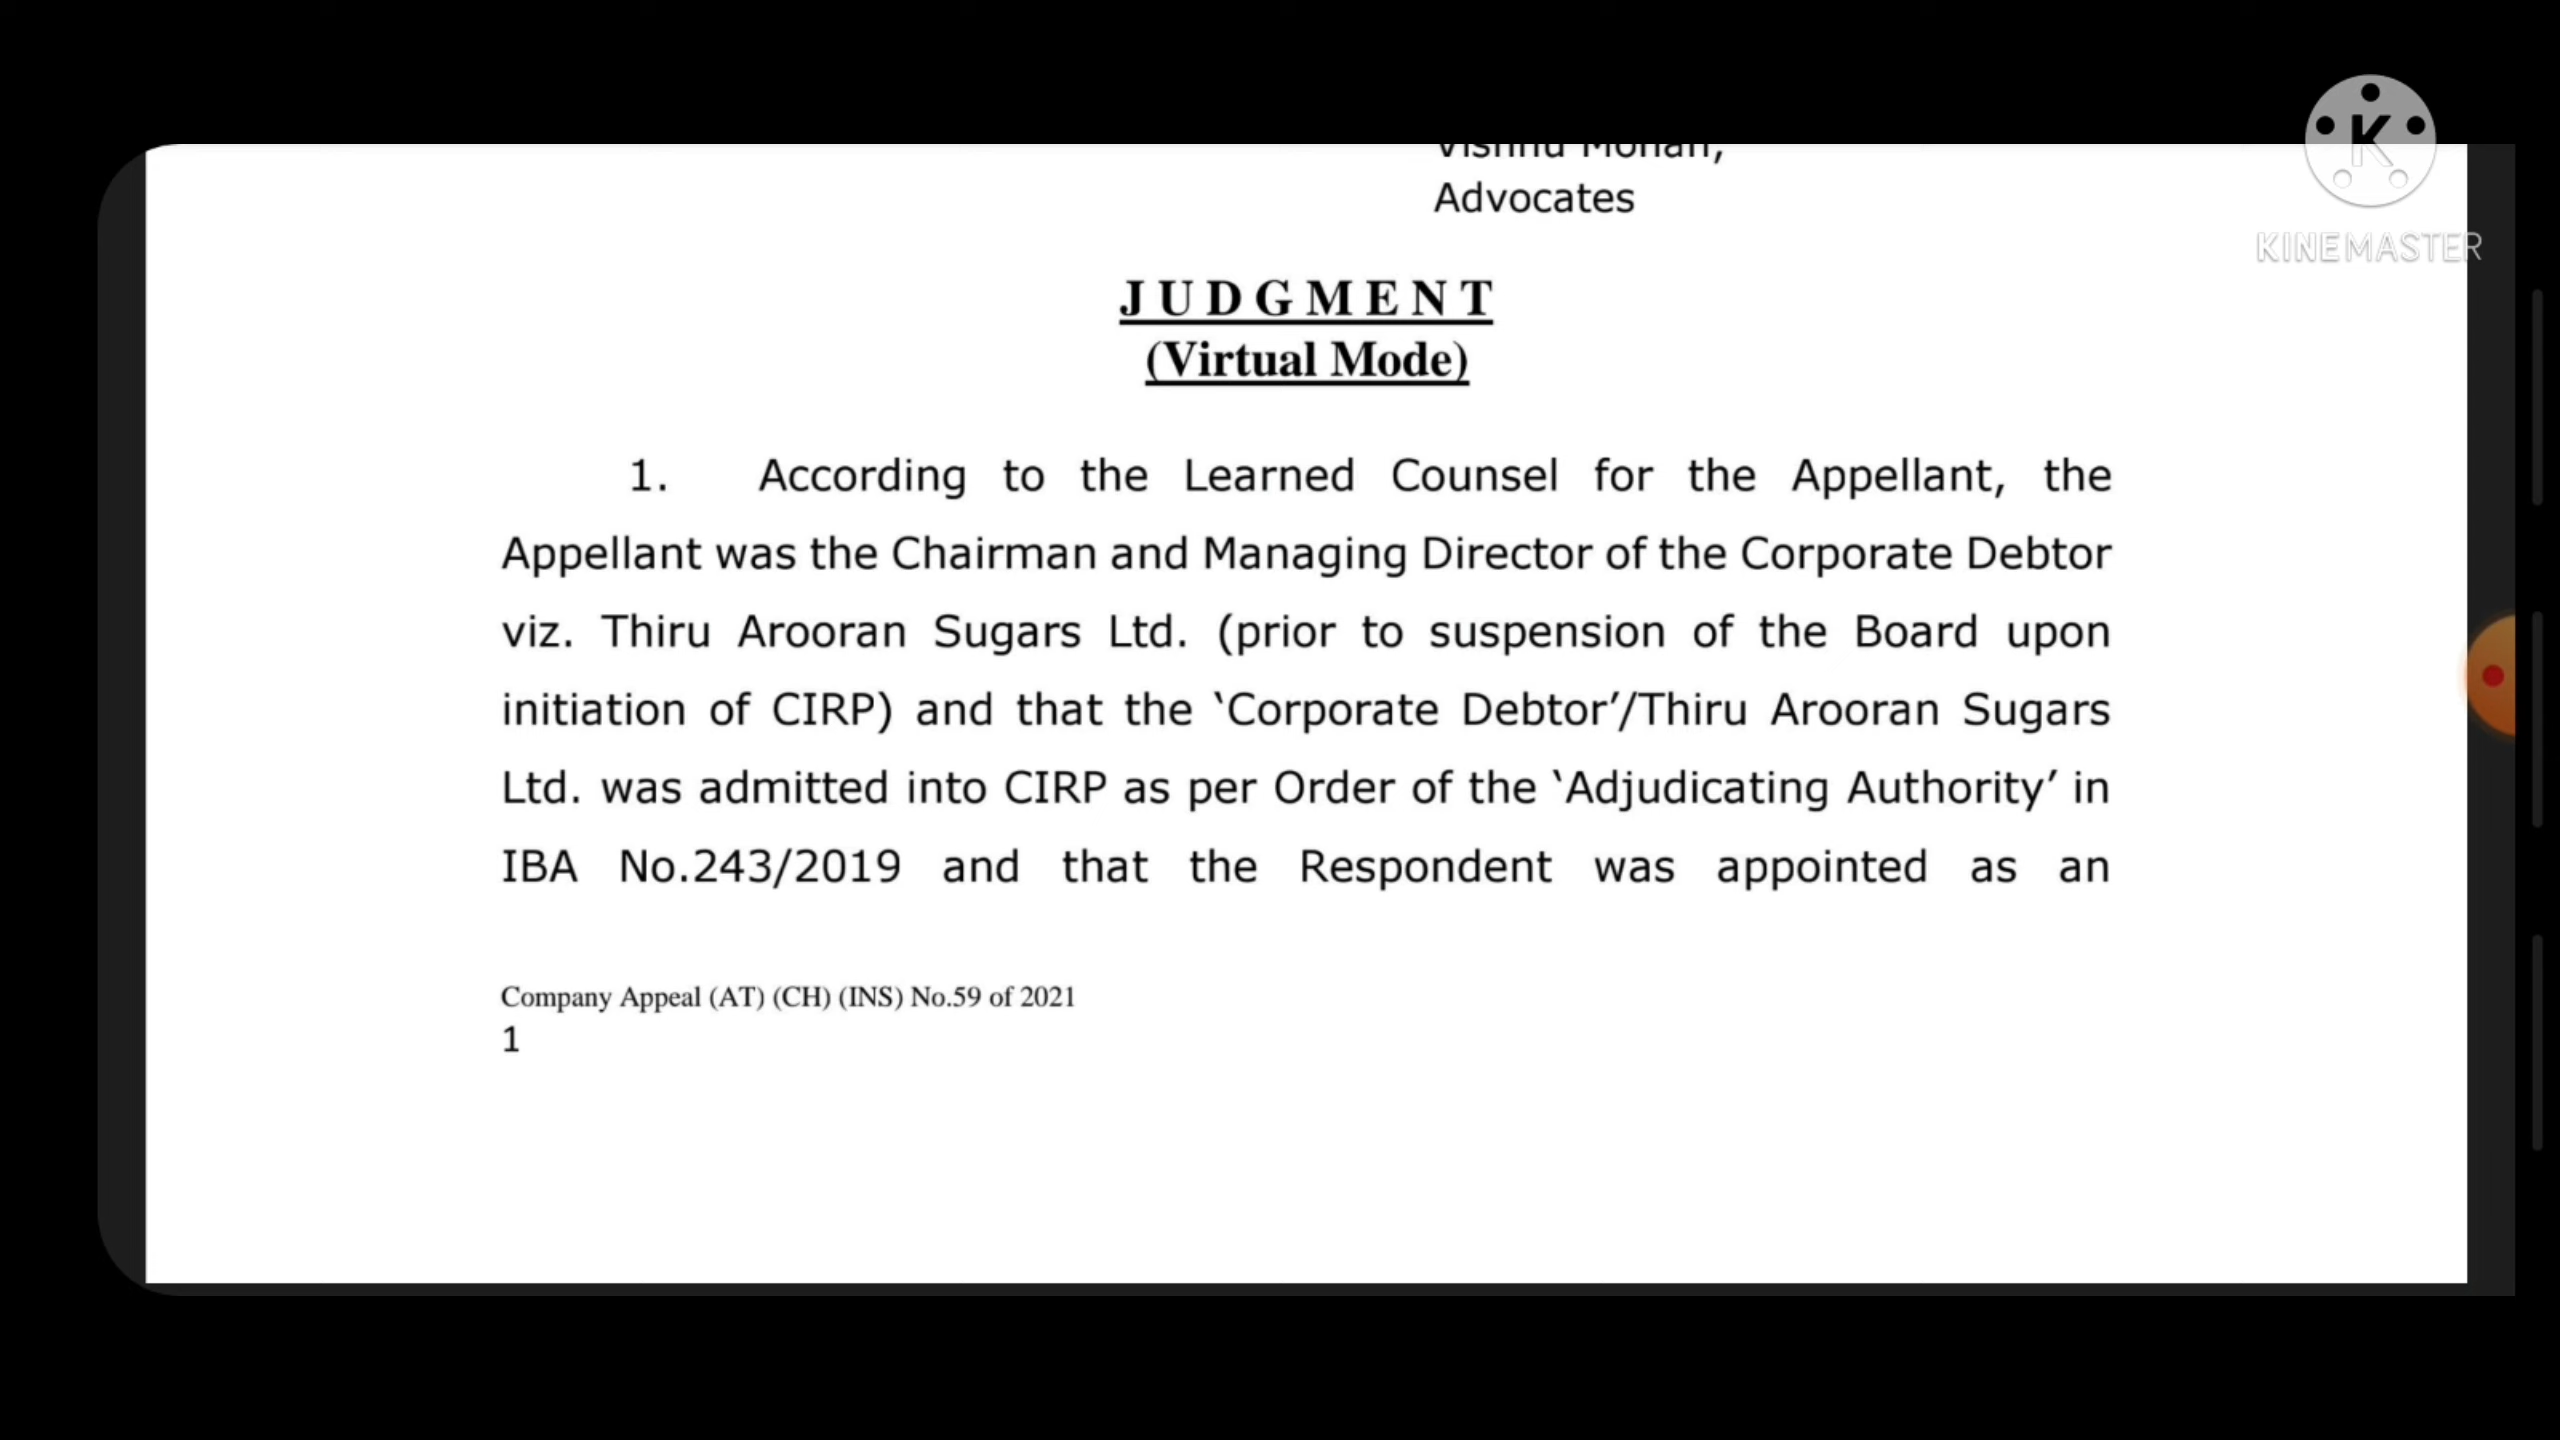 Vishnu Mohan,
Advocates
K
KINEMASTER
J U D G M E N T
(Virtual Mode)
1. According to the Learned Counsel for the Appellant, the
Appellant was the Chairman and Managing Director of the Corporate Debtor
viz. Thiru Arooran Sugars Ltd. (prior to suspension of the Board upon
initiation of CIRP) and that the ‘Corporate Debtor’/Thiru Arooran Sugars
Ltd. was admitted into CIRP as per Order of the ‘Adjudicating Authority’ in
IBA No.243/2019 and that the Respondent was appointed as an
Company Appeal (AT) (CH) (INS) No.59 of 2021
1